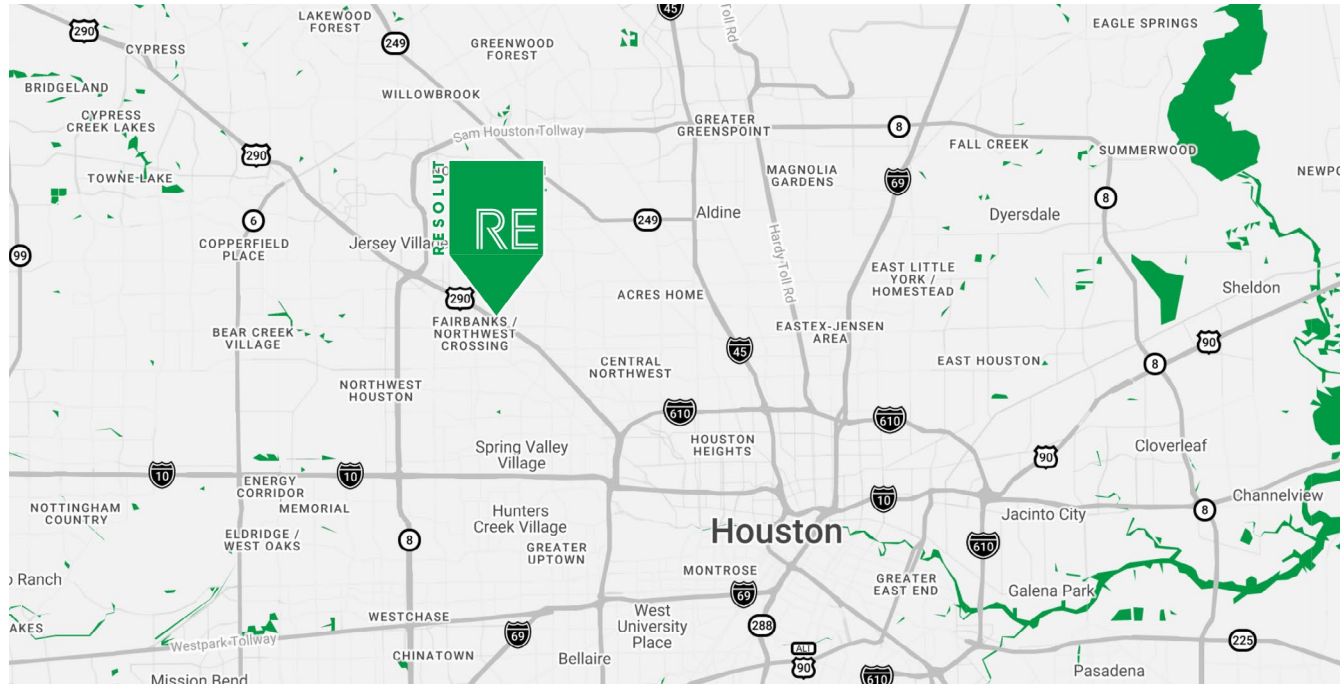 45
LAKEWOOD
FOREST
EAGLE SPRINGS
290
CYPRESS
249
GREENWOOD
FOREST
Toll Rd
BRIDGELAND
WILLOWBROOK
CYPRESS
CREEK LAKES
GREATER
GREENSPOINT
8
Sam Houston Tollway
FALL CREEK
SUMMERWOOD
290
TOWNE LAKE
MAGNOLIA
GARDENS
69
NEWPO
8
RESOLUT
RE
6
249
Aldine
Dyersdale
COPPERFIELD
PLACE
Jersey Village
Hardy Toll Rd
99
EAST LITTLE
YORK /
HOMESTEAD
Sheldon
290
ACRES HOME
FAIRBANKS /
NORTHWEST
CROSSING
BEAR CREEK
VILLAGE
EASTEX-JENSEN
AREA
90
45
CENTRAL
NORTHWEST
EAST HOUSTON
8
NORTHWEST
HOUSTON
610
610
Spring Valley
Village
HOUSTON
HEIGHTS
Cloverleaf
90
10
10
ENERGY
CORRIDOR
MEMORIAL
10
Channelview
NOTTINGHAM
COUNTRY
Hunters
Creek Village
Jacinto City
8
Houston
ELDRIDGE /
WEST OAKS
8
GREATER
UPTOWN
610
MONTROSE
GREATER
EAST END
o Ranch
Galena Park
69
WESTCHASE
West
University
Place
AKES
288
Westpark Tollway
69
225
ALT
90
CHINATOWN
Bellaire
610
Pasadena
Mission Bend